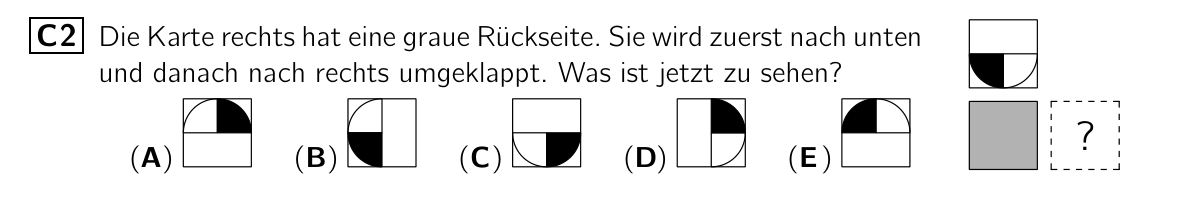 C2 Die Karte rechts hat eine graue Rückseite. Sie wird zuerst nach unten
und danach nach rechts umgeklappt. Was ist jetzt zu sehen?
(A) (B) (C) (D) (E)
?